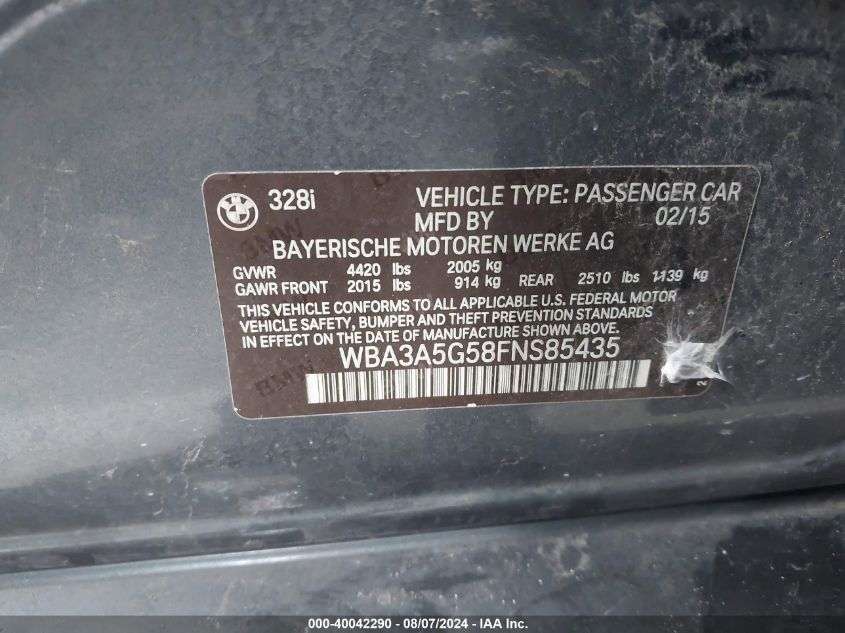 328i
VEHICLE TYPE: PASSENGER CAR
MFD BY 02/15
BAYERISCHE MOTOREN WERKE AG
GVWR 4420 lbs 2005 kg
GAWR FRONT 2015 lbs 914 kg REAR 2510 lbs 1139 kg
THIS VEHICLE CONFORMS TO ALL APPLICABLE U.S. FEDERAL MOTOR
VEHICLE SAFETY, BUMPER AND THEFT PREVENTION STANDARDS
IN EFFECT ON THE DATE OF MANUFACTURE SHOWN ABOVE.
WBA3A5G58FNS85435
2
000-40042290 - 08/07/2024 - © IAA.